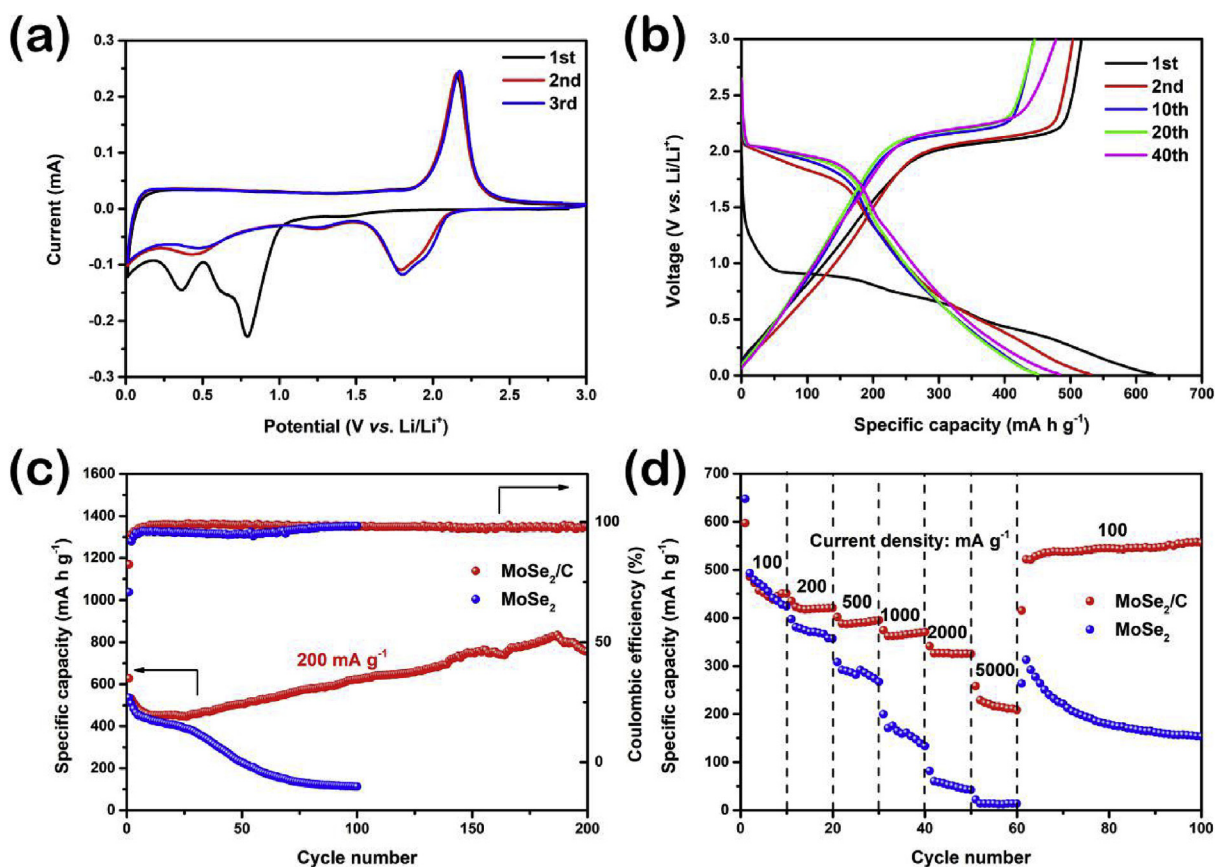 (a)
0.3
0.2
0.1
0.0
-0.1
-0.2
-0.3
Current (mA)
1st
2nd
3rd
0.0 0.5 1.0 1.5 2.0 2.5 3.0
Potential (V vs. Li/Li⁺)
(b)
3.0
2.5
2.0
1.5
1.0
0.5
0.0
Voltage (V vs. Li/Li⁺)
1st
2nd
10th
20th
40th
0 100 200 300 400 500 600 700
Specific capacity (mA h g⁻¹)
(c)
1600
1400
1200
1000
800
600
400
200
0
Specific capacity (mA h g⁻¹)
MoSe₂/C
MoSe₂
200 mA g⁻¹
100
50
0
Coulombic efficiency (%)
0 50 100 150 200
Cycle number
(d)
700
650
600
550
500
450
400
350
300
250
200
150
100
50
0
Specific capacity (mA h g⁻¹)
Current density: mA g⁻¹
100
200
500
1000
2000
5000
100
MoSe₂/C
MoSe₂
0 20 40 60 80 100
Cycle number